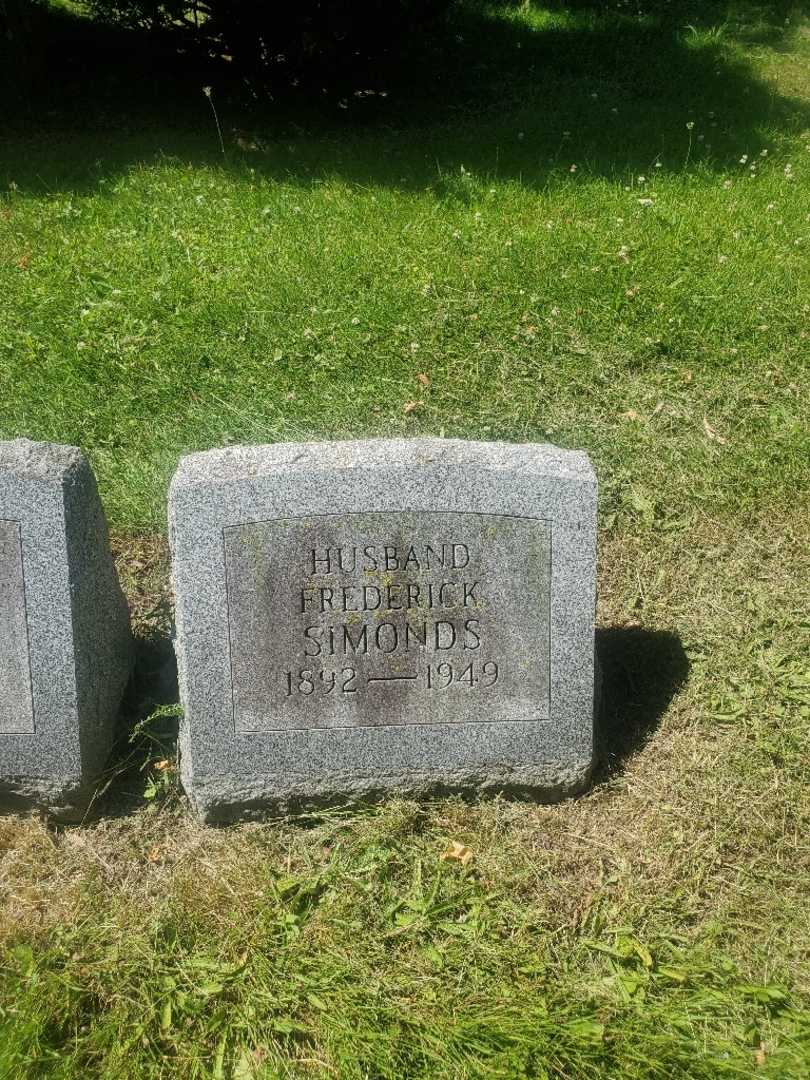 HUSBAND
FREDERICK
SIMONDS
1892 — 1949